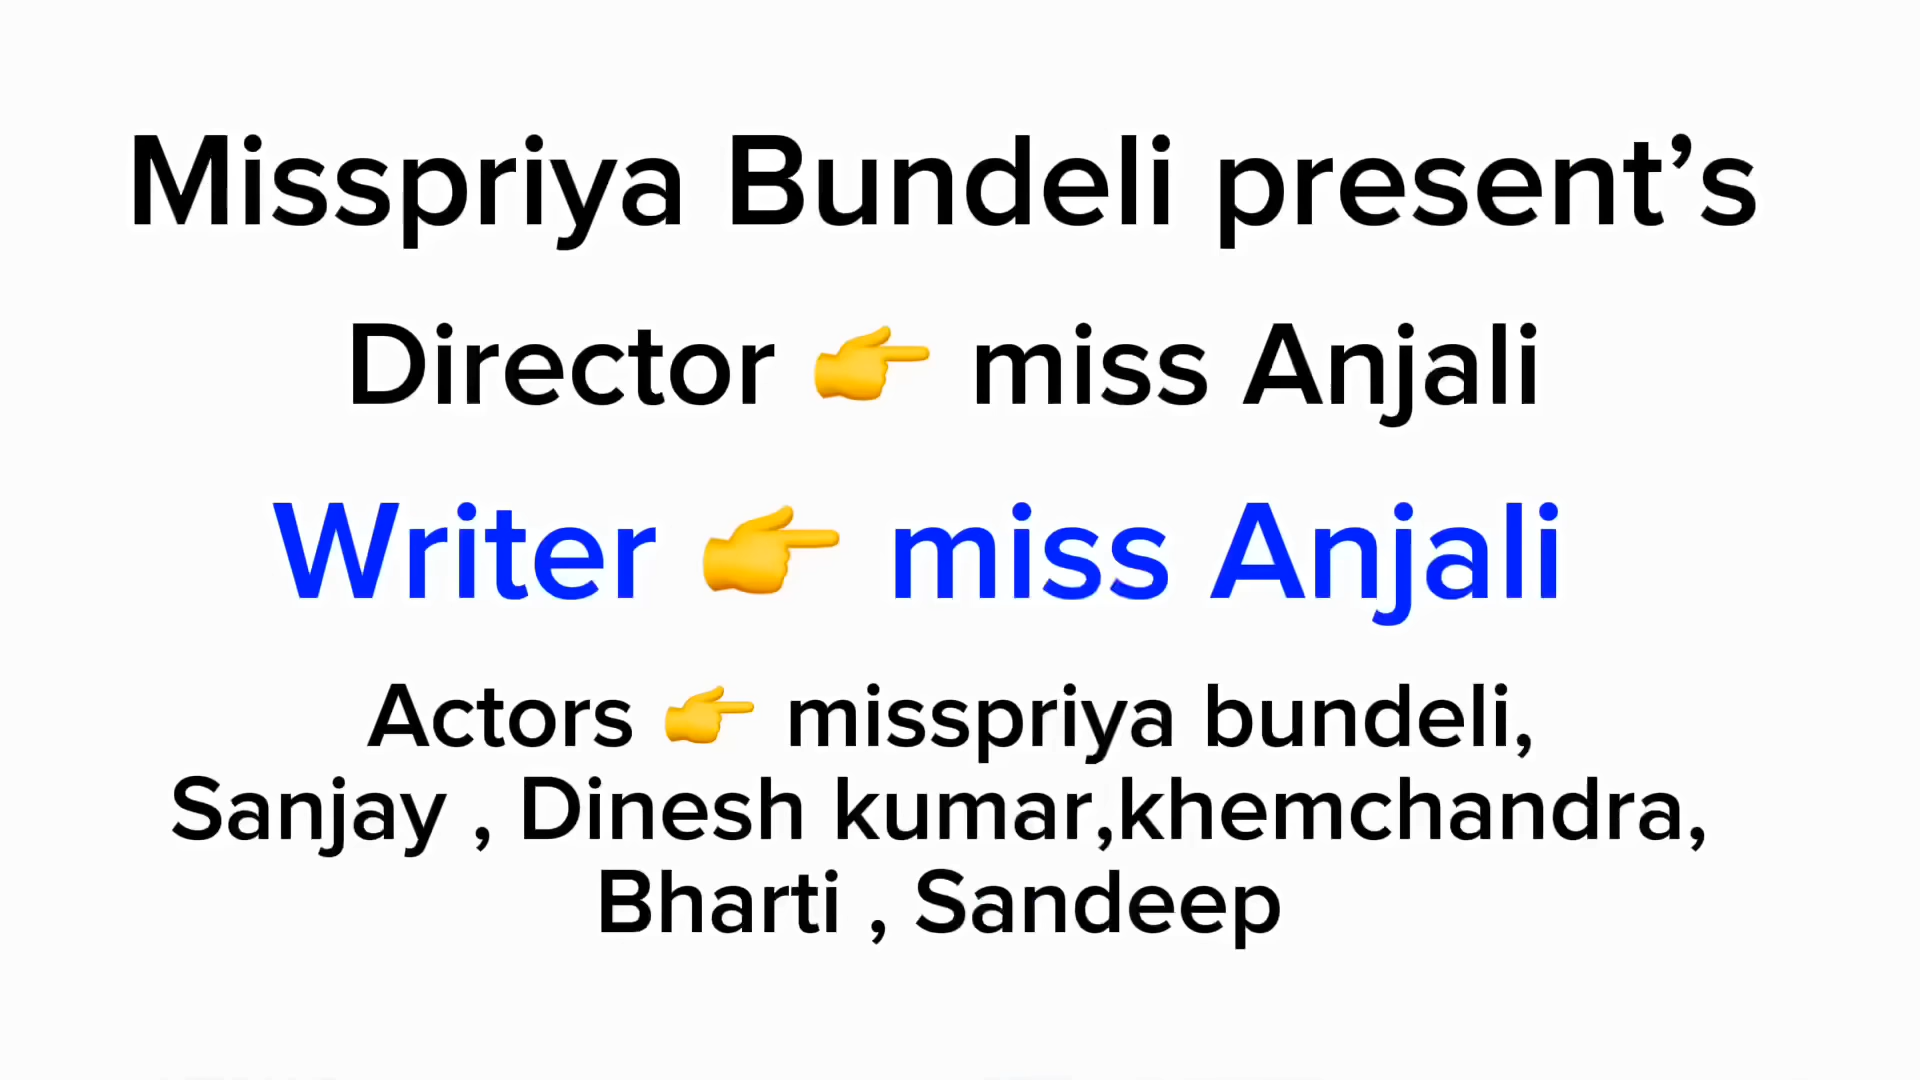 Misspriya Bundeli present’s
Director 👉 miss Anjali
Writer 👉 miss Anjali
Actors 👉 misspriya bundeli,
Sanjay , Dinesh kumar,khemchandra,
Bharti , Sandeep